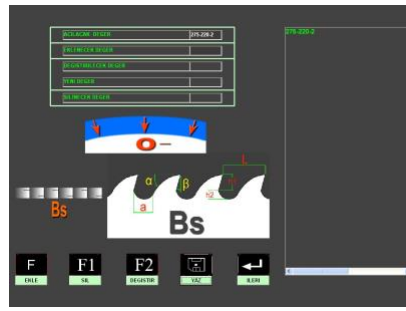 ACILACAK DEGER
275-220-2
EKLENECEK DEGER
DEGISTIRILECEK DEGER
YENI DEGER
SILINECEK DEGER
275-220-2
L
α
β
a
Bs
Bs
F
F1
F2
EKLE
SIL
DEGISTIR
YAZ
ILERI